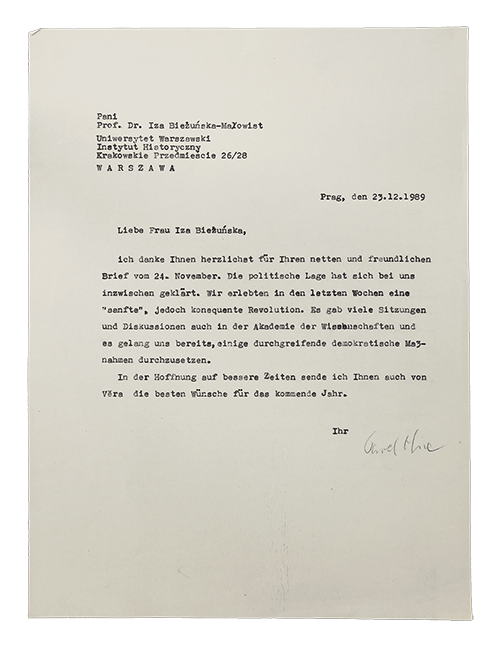 Pani
Prof. Dr. Iza Bieżuńska-Małowist
Uniwersytet Warszawski
Instytut Historyczny
Krakowskie Przedmieście 26/28
W A R S Z A W A
Prag, den 23.12.1989
Liebe Frau Iza Bieżuńska,
ich danke Ihnen herzlichst für Ihren netten und freundlichen
Brief vom 24. November. Die politische Lage hat sich bei uns
inzwischen geklärt. Wir erlebten in den letzten Wochen eine
"sanfte", jedoch konequante Revolution. Es gab viele Sitzungen
und Diskussionen auch in der Akademie der Wissenschaften und
es gelang uns bereits,einige durchgreifende demokratische Maß-
nahmen durchzusetzen.
In der Hoffnung auf bessere Zeiten sende ich Ihnen auch von
Věra die besten Wünsche für das kommende Jahr.
Ihr